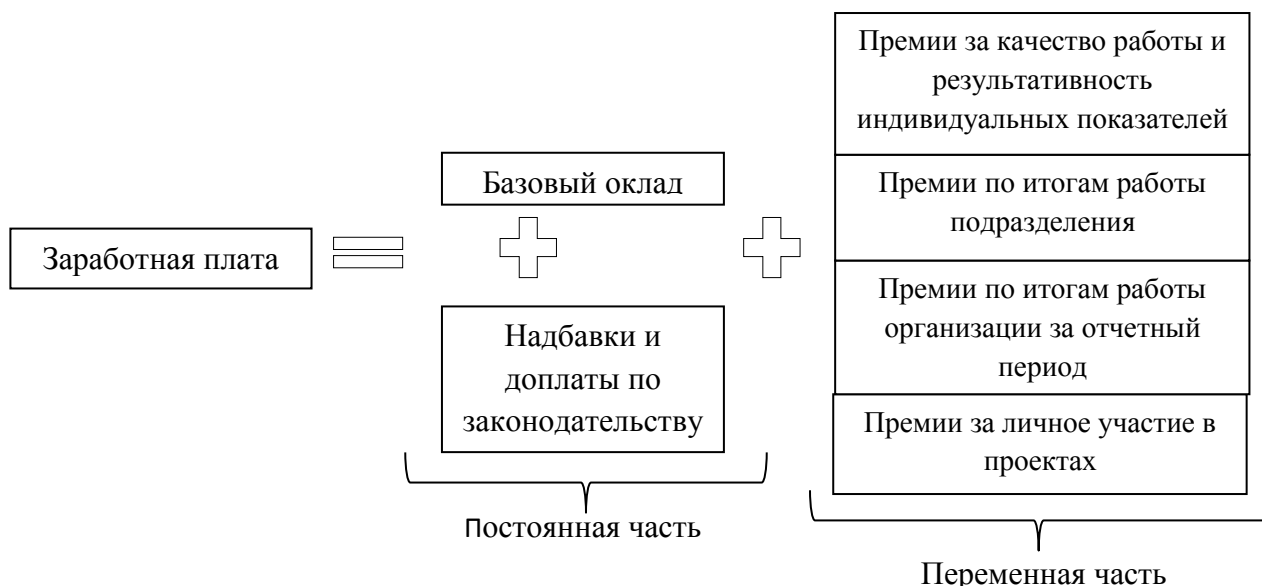 Заработная плата
Базовый оклад
Надбавки и
доплаты по
законодательству
Постоянная часть
Премии за качество работы и
результативность
индивидуальных показателей
Премии по итогам работы
подразделения
Премии по итогам работы
организации за отчетный
период
Премии за личное участие в
проектах
Переменная часть